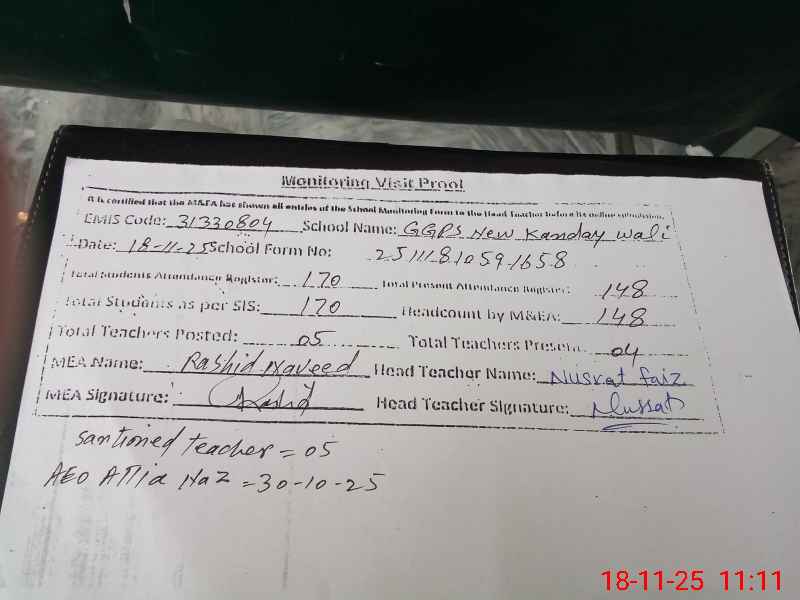 Monitoring Visit Proof
It is certified that the M&EA has shown all entries of the School Monitoring Form to the Head Teacher before its online submission.
EMIS Code: 31330804 School Name: GGPS New Kanday wali
Date: 18-11-25 School Form No: 25111810591658
Total Students Attendance Register: 170 Total Present Attendance Register: 148
Total Students as per SIS: 170 Headcount by M&EA: 148
Total Teachers Posted: 05 Total Teachers Present: 04
MEA Name: Rashid Naveed Head Teacher Name: Nusrat faiz
MEA Signature: Rashid Head Teacher Signature: Nussat
santioned teacher = 05
AEO Attia Naz = 30-10-25
18-11-25 11:11